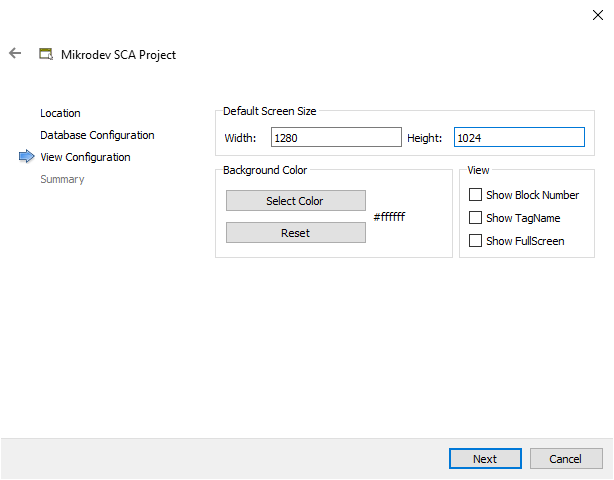 Mikrodev SCA Project
Location
Database Configuration
View Configuration
Summary
Default Screen Size
Width: 1280 Height: 1024
Background Color
Select Color
#ffffff
Reset
View
Show Block Number
Show TagName
Show FullScreen
Next Cancel